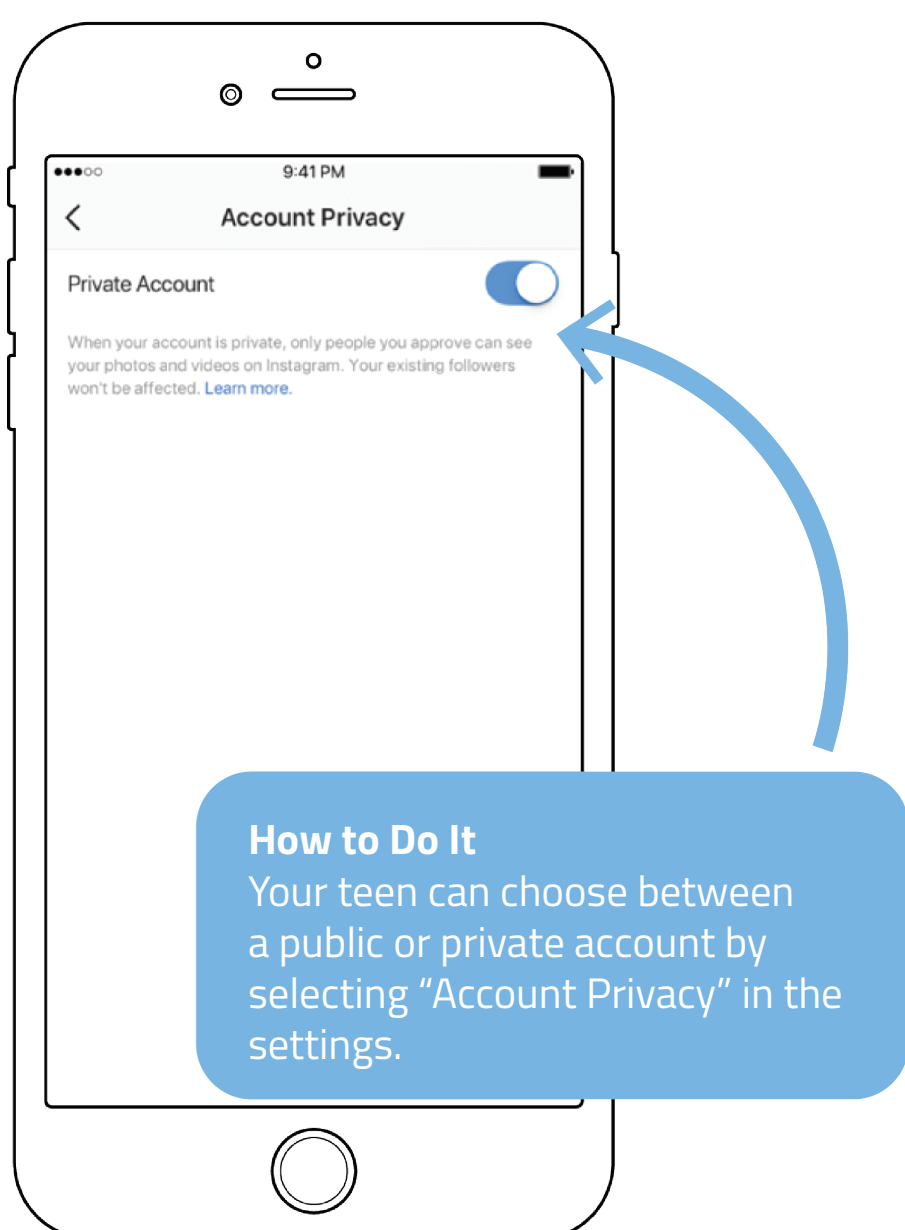 9:41 PM
Account Privacy
Private Account
When your account is private, only people you approve can see
your photos and videos on Instagram. Your existing followers
won't be affected. Learn more.
How to Do It
Your teen can choose between
a public or private account by
selecting “Account Privacy” in the
settings.